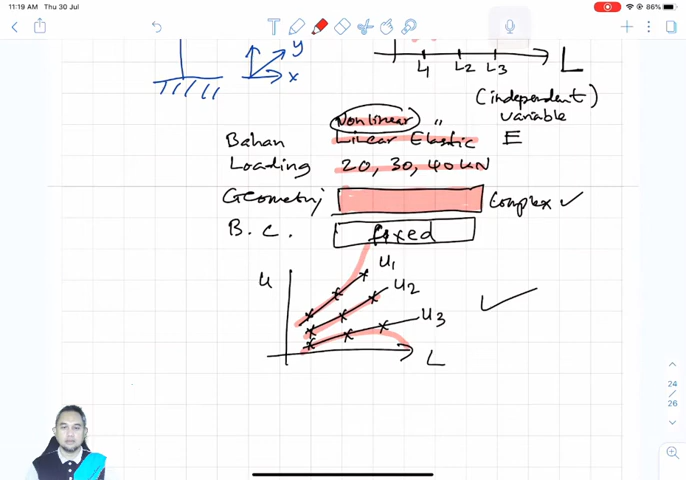 11:19 AM Thu 30 Jul
86%
y
x
L1 L2 L3 L
(independent)
variable
Nonlinear "
Bahan Linear Elastic E
Loading 20, 30, 40 kN
Geometry Complex ✓
B.C. fixed
u u1
u2
u3
L
24
26